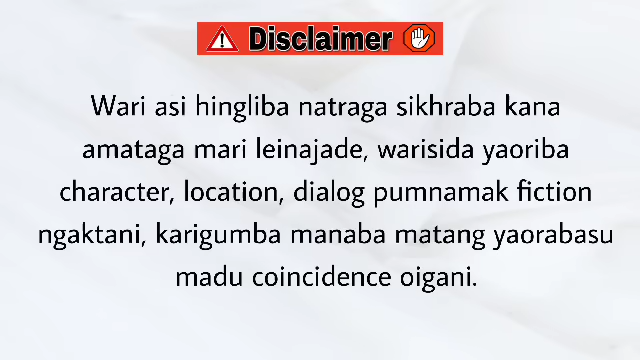 Disclaimer
Wari asi hingliba natraga sikhraba kana
amataga mari leinajade, warisida yaoriba
character, location, dialog pumnamak fiction
ngaktani, karigumba manaba matang yaorabasu
madu coincidence oigani.